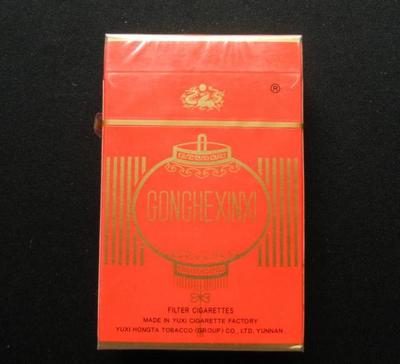 ®
GONGHEXINXI
FILTER CIGARETTES
MADE IN YUXI CIGARETTE FACTORY
YUXI HONGTA TOBACCO (GROUP) CO., LTD. YUNNAN